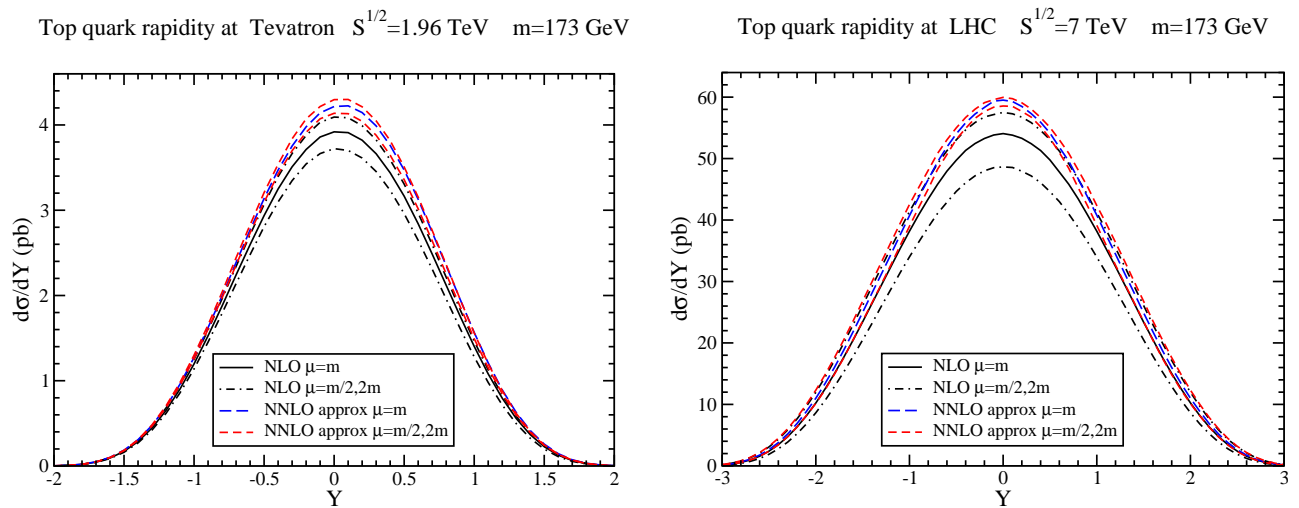 Top quark rapidity at Tevatron S^1/2=1.96 TeV m=173 GeV
4
3
2
1
0
dσ/dY (pb)
NLO μ=m
NLO μ=m/2,2m
NNLO approx μ=m
NNLO approx μ=m/2,2m
-2 -1.5 -1 -0.5 0 0.5 1 1.5 2
Y
Top quark rapidity at LHC S^1/2=7 TeV m=173 GeV
60
50
40
30
20
10
0
dσ/dY (pb)
NLO μ=m
NLO μ=m/2,2m
NNLO approx μ=m
NNLO approx μ=m/2,2m
-3 -2 -1 0 1 2 3
Y